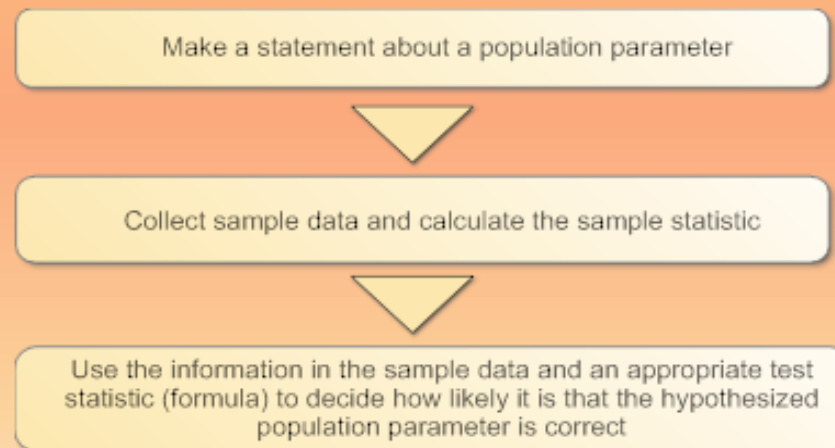 Make a statement about a population parameter
Collect sample data and calculate the sample statistic
Use the information in the sample data and an appropriate test
statistic (formula) to decide how likely it is that the hypothesized
population parameter is correct